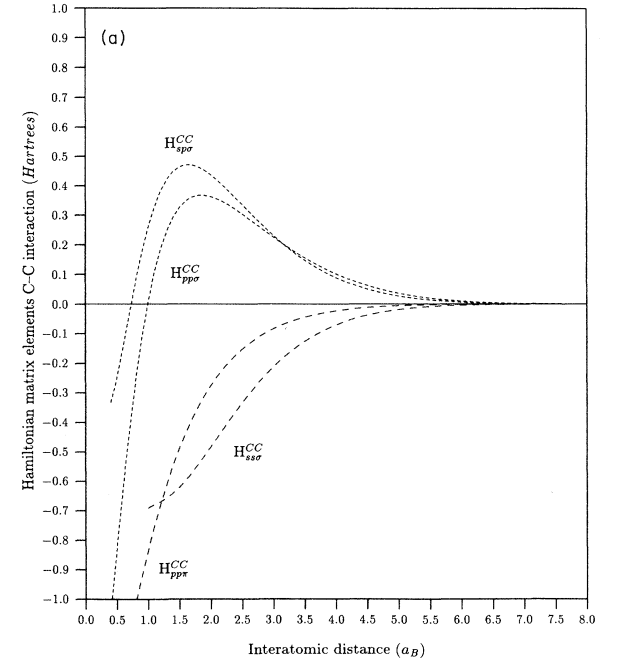 (a)
Hamiltonian matrix elements C–C interaction (Hartrees)
1.0
0.9
0.8
0.7
0.6
0.5
0.4
0.3
0.2
0.1
0.0
−0.1
−0.2
−0.3
−0.4
−0.5
−0.6
−0.7
−0.8
−0.9
−1.0
H^{CC}_{spσ}
H^{CC}_{ppσ}
H^{CC}_{ssσ}
H^{CC}_{ppπ}
0.0 0.5 1.0 1.5 2.0 2.5 3.0 3.5 4.0 4.5 5.0 5.5 6.0 6.5 7.0 7.5 8.0
Interatomic distance (a_B)